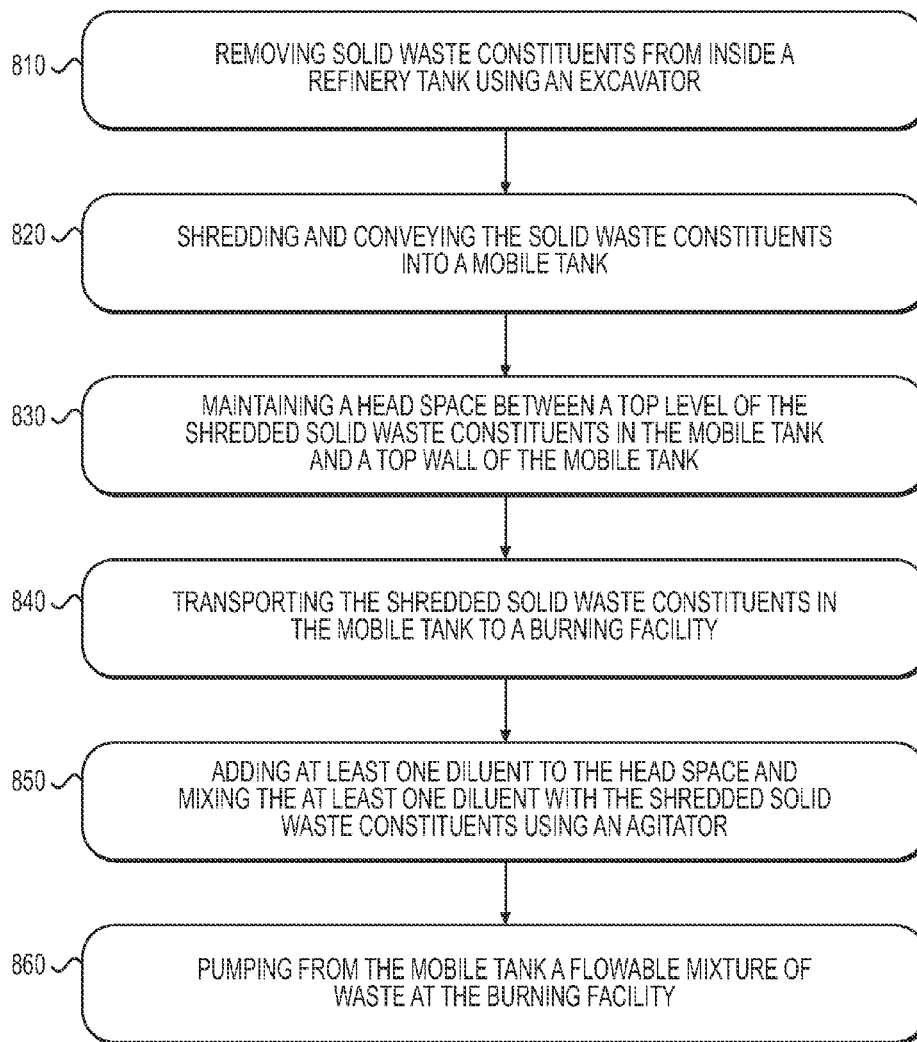 810
REMOVING SOLID WASTE CONSTITUENTS FROM INSIDE A
REFINERY TANK USING AN EXCAVATOR
820
SHREDDING AND CONVEYING THE SOLID WASTE CONSTITUENTS
INTO A MOBILE TANK
830
MAINTAINING A HEAD SPACE BETWEEN A TOP LEVEL OF THE
SHREDDED SOLID WASTE CONSTITUENTS IN THE MOBILE TANK
AND A TOP WALL OF THE MOBILE TANK
840
TRANSPORTING THE SHREDDED SOLID WASTE CONSTITUENTS IN
THE MOBILE TANK TO A BURNING FACILITY
850
ADDING AT LEAST ONE DILUENT TO THE HEAD SPACE AND
MIXING THE AT LEAST ONE DILUENT WITH THE SHREDDED SOLID
WASTE CONSTITUENTS USING AN AGITATOR
860
PUMPING FROM THE MOBILE TANK A FLOWABLE MIXTURE OF
WASTE AT THE BURNING FACILITY